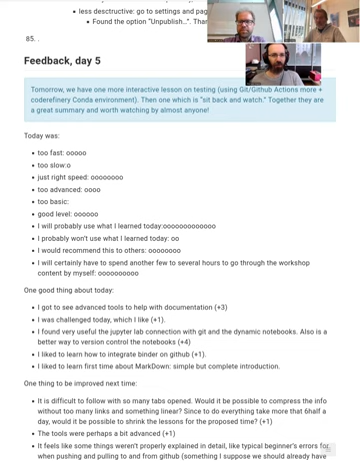 • less desctructive: go to settings and pag
• Found the option "Unpublish..". Than
85. .
Feedback, day 5
Tomorrow, we have one more interactive lesson on testing (using Git/Github Actions more +
coderefinery Conda environment). Then one which is "sit back and watch." Together they are
a great summary and worth watching by almost anyone!
Today was:
• too fast: ooooo
• too slow:o
• just right speed: oooooooo
• too advanced: oooo
• too basic:
• good level: oooooo
• I will probably use what I learned today:ooooooooooooo
• I probably won't use what I learned today: oo
• I would recommend this to others: oooooooo
• I will certainly have to spend another few to several hours to go through the workshop
content by myself: oooooooooo
One good thing about today:
• I got to see advanced tools to help with documentation (+3)
• I was challenged today, which I like (+1).
• I found very useful the jupyter lab connection with git and the dynamic notebooks. Also is a
better way to version control the notebooks (+4)
• I liked to learn how to integrate binder on github (+1).
• I liked to learn first time about MarkDown: simple but complete introduction.
One thing to be improved next time:
• It is difficult to follow with so many tabs opened. Would it be possible to compress the info
without too many links and something linear? Since to do everything take more that 6half a
day, would it be possible to shrink the lessons for the proposed time? (+1)
• The tools were perhaps a bit advanced (+1)
• It feels like some things weren't properly explained in detail, like typical beginner's errors for
when pushing and pulling to and from github (something I suppose we should already have